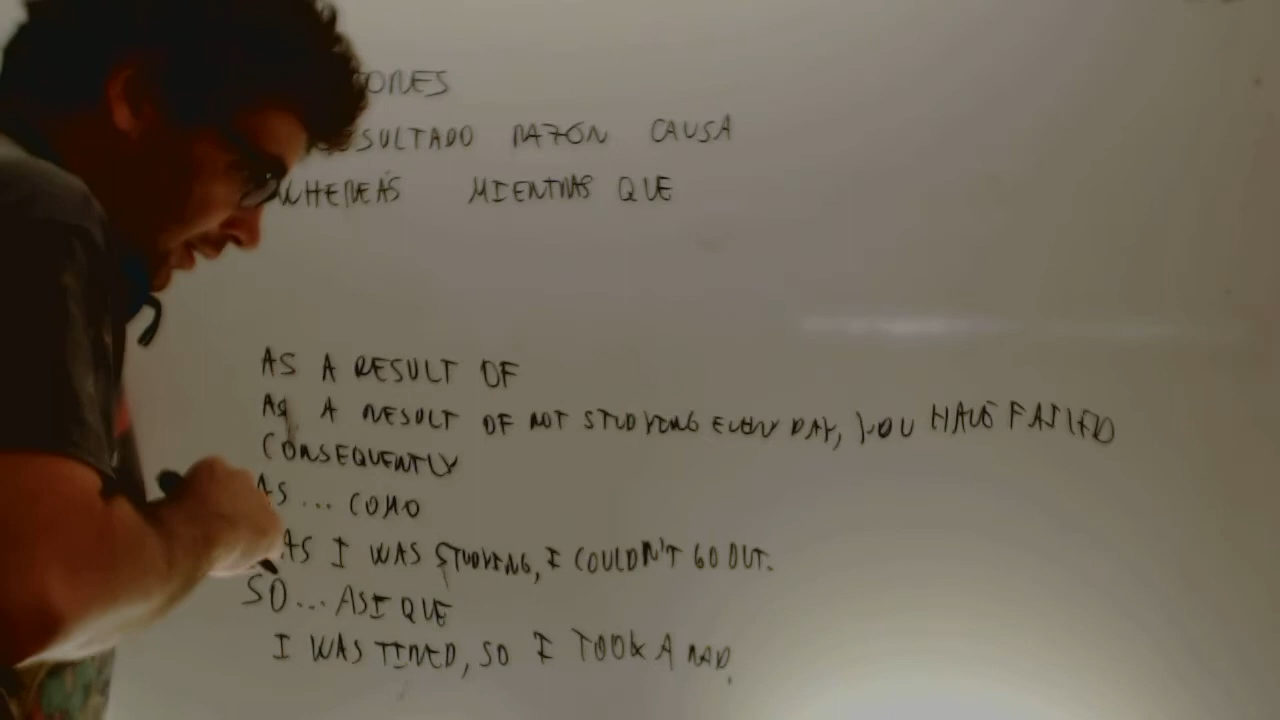 ONES
SULTADO RAZÓN CAUSA
WHEREAS MIENTRAS QUE
AS A RESULT OF
AS A RESULT OF NOT STUDYING EVERY DAY, YOU HAVE FAILED
CONSEQUENTLY
AS... COMO
AS I WAS STUDYING, I COULDN'T GO OUT.
SO... ASI QUE
I WAS TIRED, SO I TOOK A NAP.